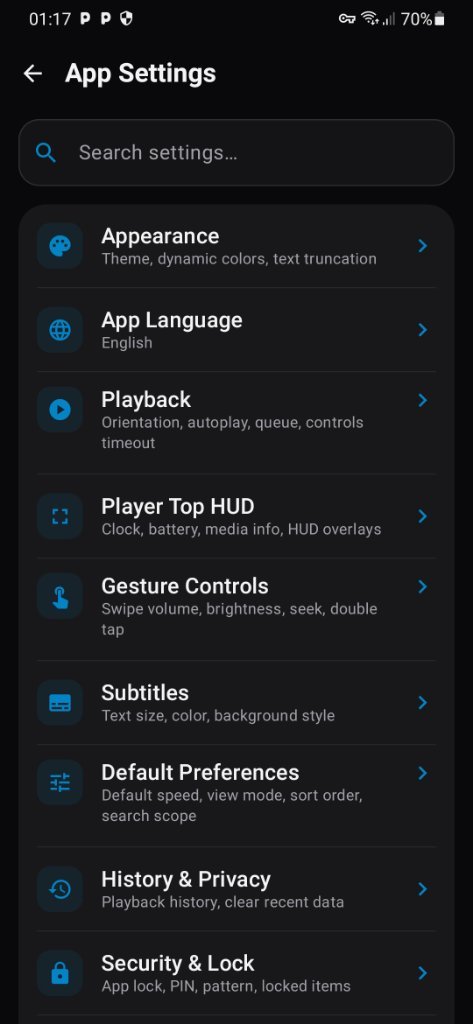 01:17 P P 70%
App Settings
Search settings...
Appearance
Theme, dynamic colors, text truncation
App Language
English
Playback
Orientation, autoplay, queue, controls
timeout
Player Top HUD
Clock, battery, media info, HUD overlays
Gesture Controls
Swipe volume, brightness, seek, double
tap
Subtitles
Text size, color, background style
Default Preferences
Default speed, view mode, sort order,
search scope
History & Privacy
Playback history, clear recent data
Security & Lock
App lock, PIN, pattern, locked items